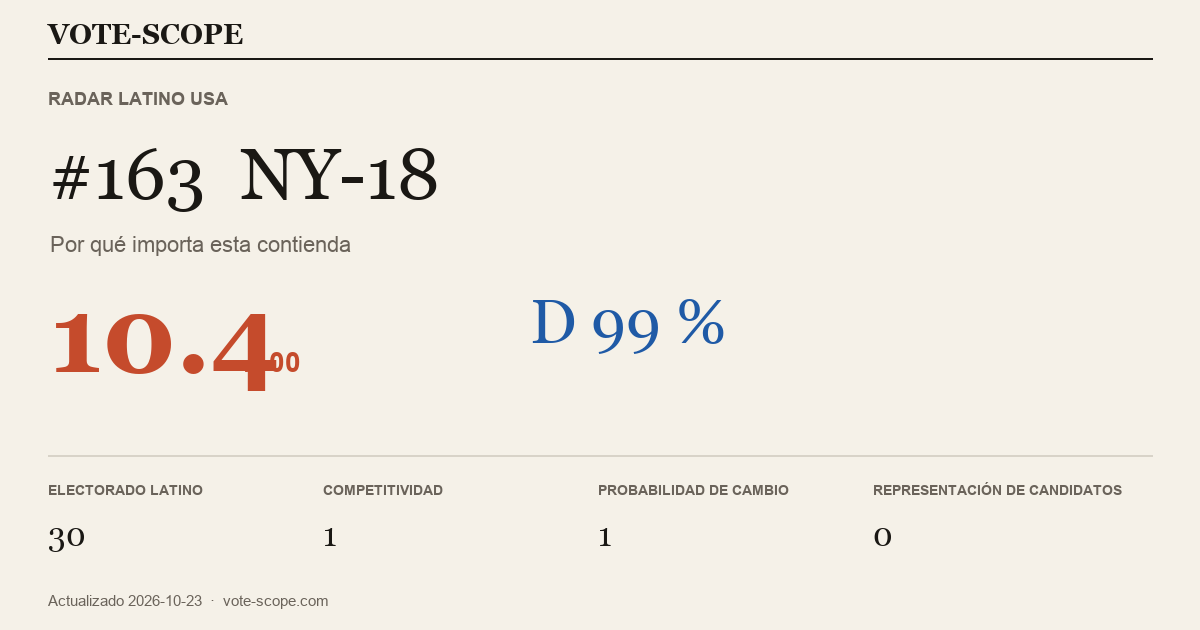 VOTE-SCOPE
RADAR LATINO USA
#163 NY-18
Por qué importa esta contienda
10.4
D 99 %
ELECTORADO LATINO
COMPETITIVIDAD
PROBABILIDAD DE CAMBIO
REPRESENTACIÓN DE CANDIDATOS
30
1
1
0
Actualizado 2026-10-23 · vote-scope.com